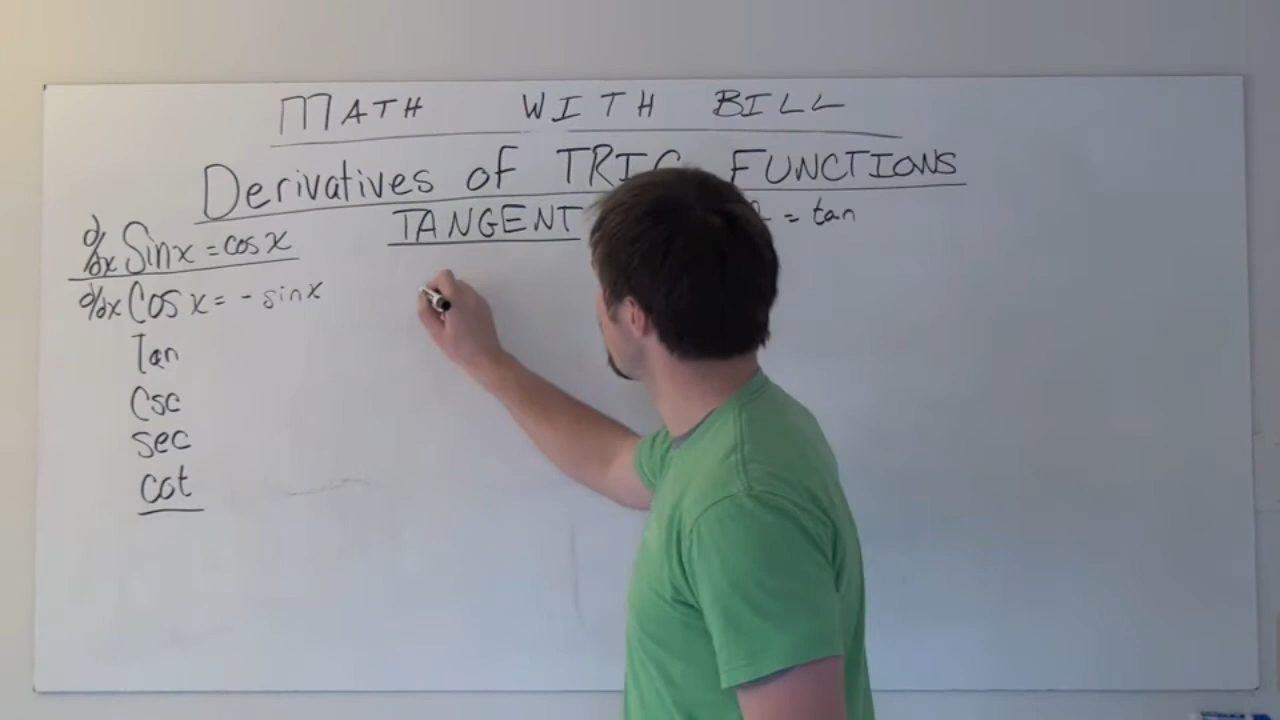 MATH WITH BILL
Derivatives of TRIG FUNCTIONS
TANGENT = tan
d/dx Sin x = cos x
d/dx Cos x = - sin x
Tan
Csc
sec
cot